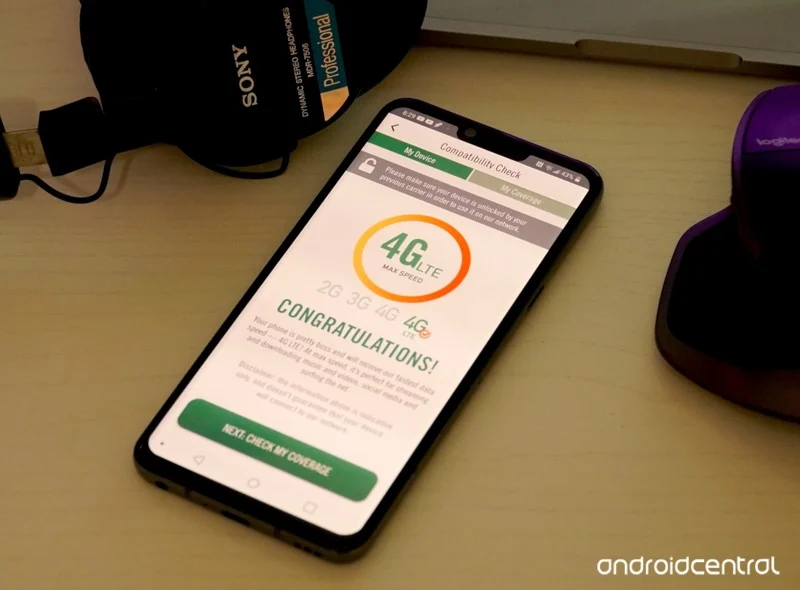 SONY
DYNAMIC STEREO HEADPHONES
MDR-7506
Professional
8:29
43%
Compatibility Check
My Device
My Coverage
Please make sure your device is unlocked by your
previous carrier in order to use it on our network.
4G LTE
MAX SPEED
2G 3G 4G 4G
LTE
CONGRATULATIONS!
Your phone is pretty boss and will receive our fastest data
speed — 4G LTE! At max speed, it's perfect for streaming
and downloading music and videos, social media and
surfing the net.
Disclaimer: the information above is indicative
only, and doesn't guarantee that your device
will connect to our network.
NEXT: CHECK MY COVERAGE
androidcentral